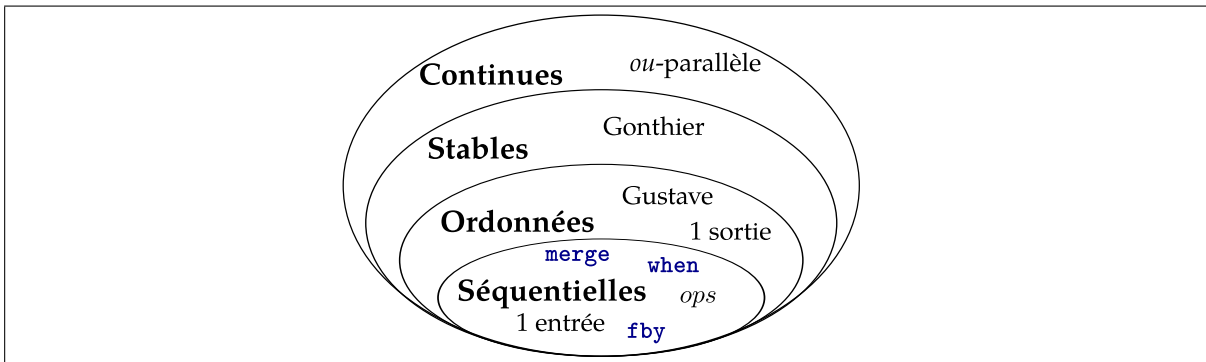 Continues ou-parallèle
Gonthier
Stables
Gustave
Ordonnées
1 sortie
merge when
Séquentielles ops
1 entrée fby